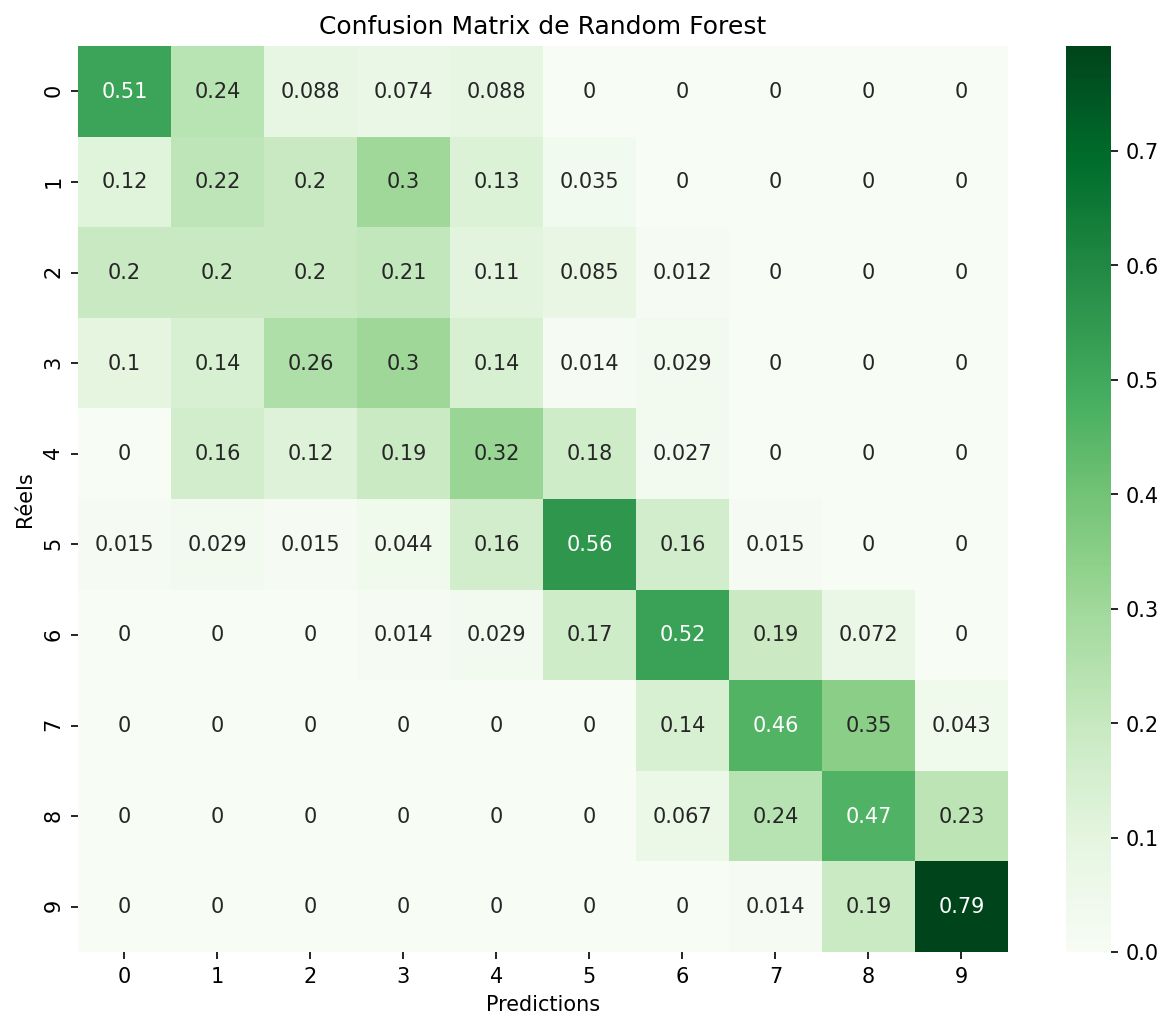 Confusion Matrix de Random Forest
0 0.51 0.24 0.088 0.074 0.088 0 0 0 0 0
1 0.12 0.22 0.2 0.3 0.13 0.035 0 0 0 0
2 0.2 0.2 0.2 0.21 0.11 0.085 0.012 0 0 0
3 0.1 0.14 0.26 0.3 0.14 0.014 0.029 0 0 0
4 0 0.16 0.12 0.19 0.32 0.18 0.027 0 0 0
5 0.015 0.029 0.015 0.044 0.16 0.56 0.16 0.015 0 0
6 0 0 0 0.014 0.029 0.17 0.52 0.19 0.072 0
7 0 0 0 0 0 0 0.14 0.46 0.35 0.043
8 0 0 0 0 0 0 0.067 0.24 0.47 0.23
9 0 0 0 0 0 0 0 0.014 0.19 0.79
0 1 2 3 4 5 6 7 8 9
Predictions
Réels
0.7
0.6
0.5
0.4
0.3
0.2
0.1
0.0